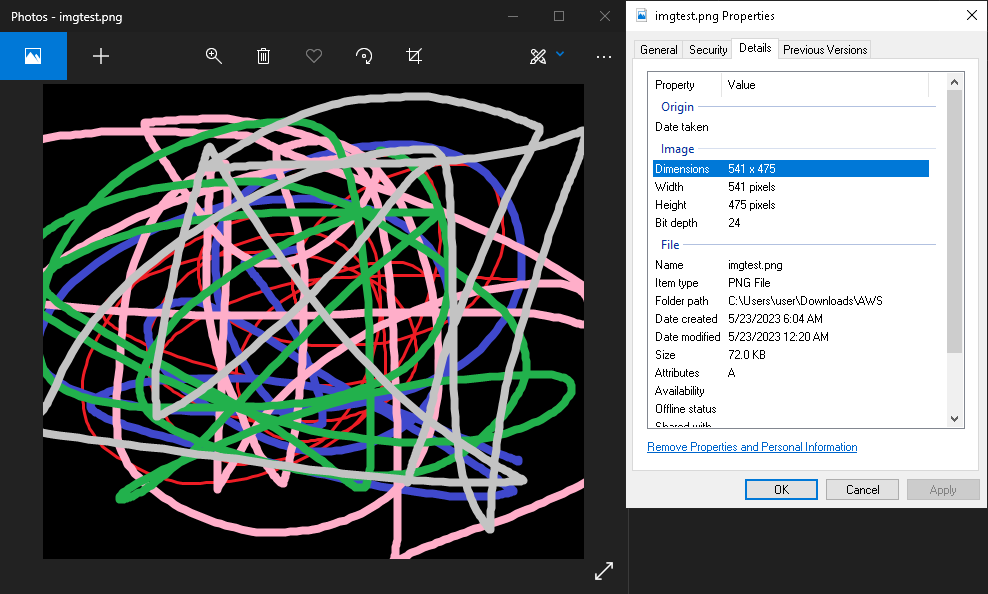 Photos - imgtest.png
imgtest.png Properties
General Security Details Previous Versions
Property Value
Origin
Date taken
Image
Dimensions 541 x 475
Width 541 pixels
Height 475 pixels
Bit depth 24
File
Name imgtest.png
Item type PNG File
Folder path C:\Users\user\Downloads\AWS
Date created 5/23/2023 6:04 AM
Date modified 5/23/2023 12:20 AM
Size 72.0 KB
Attributes A
Availability
Offline status
Shared with
Remove Properties and Personal Information
OK Cancel Apply